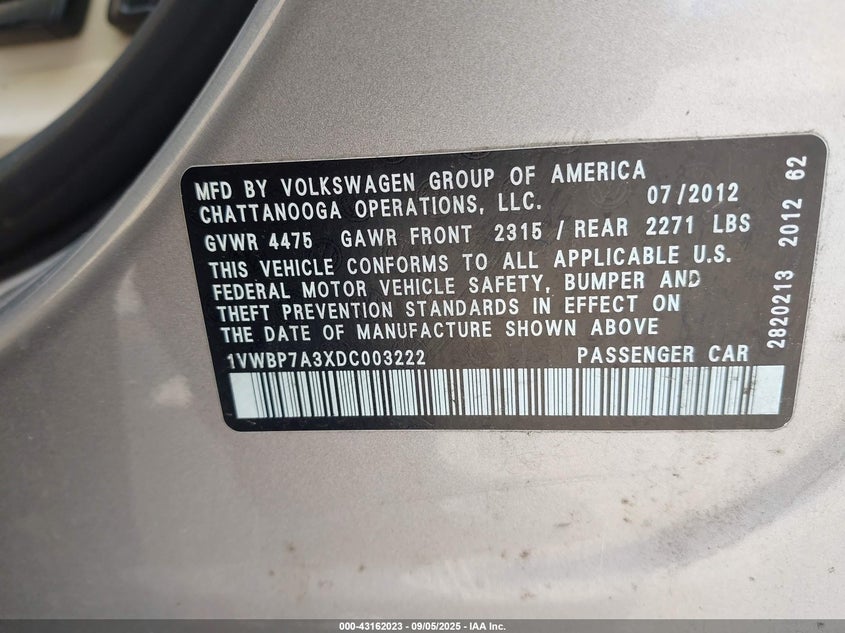 MFD BY VOLKSWAGEN GROUP OF AMERICA
CHATTANOOGA OPERATIONS, LLC. 07/2012
GVWR 4475 GAWR FRONT 2315 / REAR 2271 LBS
THIS VEHICLE CONFORMS TO ALL APPLICABLE U.S.
FEDERAL MOTOR VEHICLE SAFETY, BUMPER AND
THEFT PREVENTION STANDARDS IN EFFECT ON
THE DATE OF MANUFACTURE SHOWN ABOVE
1VWBP7A3XDC003222 PASSENGER CAR
2820213 2012 62
000-43162023 - 09/05/2025 - IAA Inc.